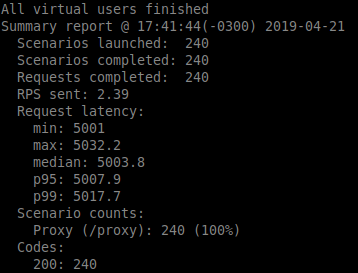 All virtual users finished
Summary report @ 17:41:44(-0300) 2019-04-21
Scenarios launched: 240
Scenarios completed: 240
Requests completed: 240
RPS sent: 2.39
Request latency:
min: 5001
max: 5032.2
median: 5003.8
p95: 5007.9
p99: 5017.7
Scenario counts:
Proxy (/proxy): 240 (100%)
Codes:
200: 240